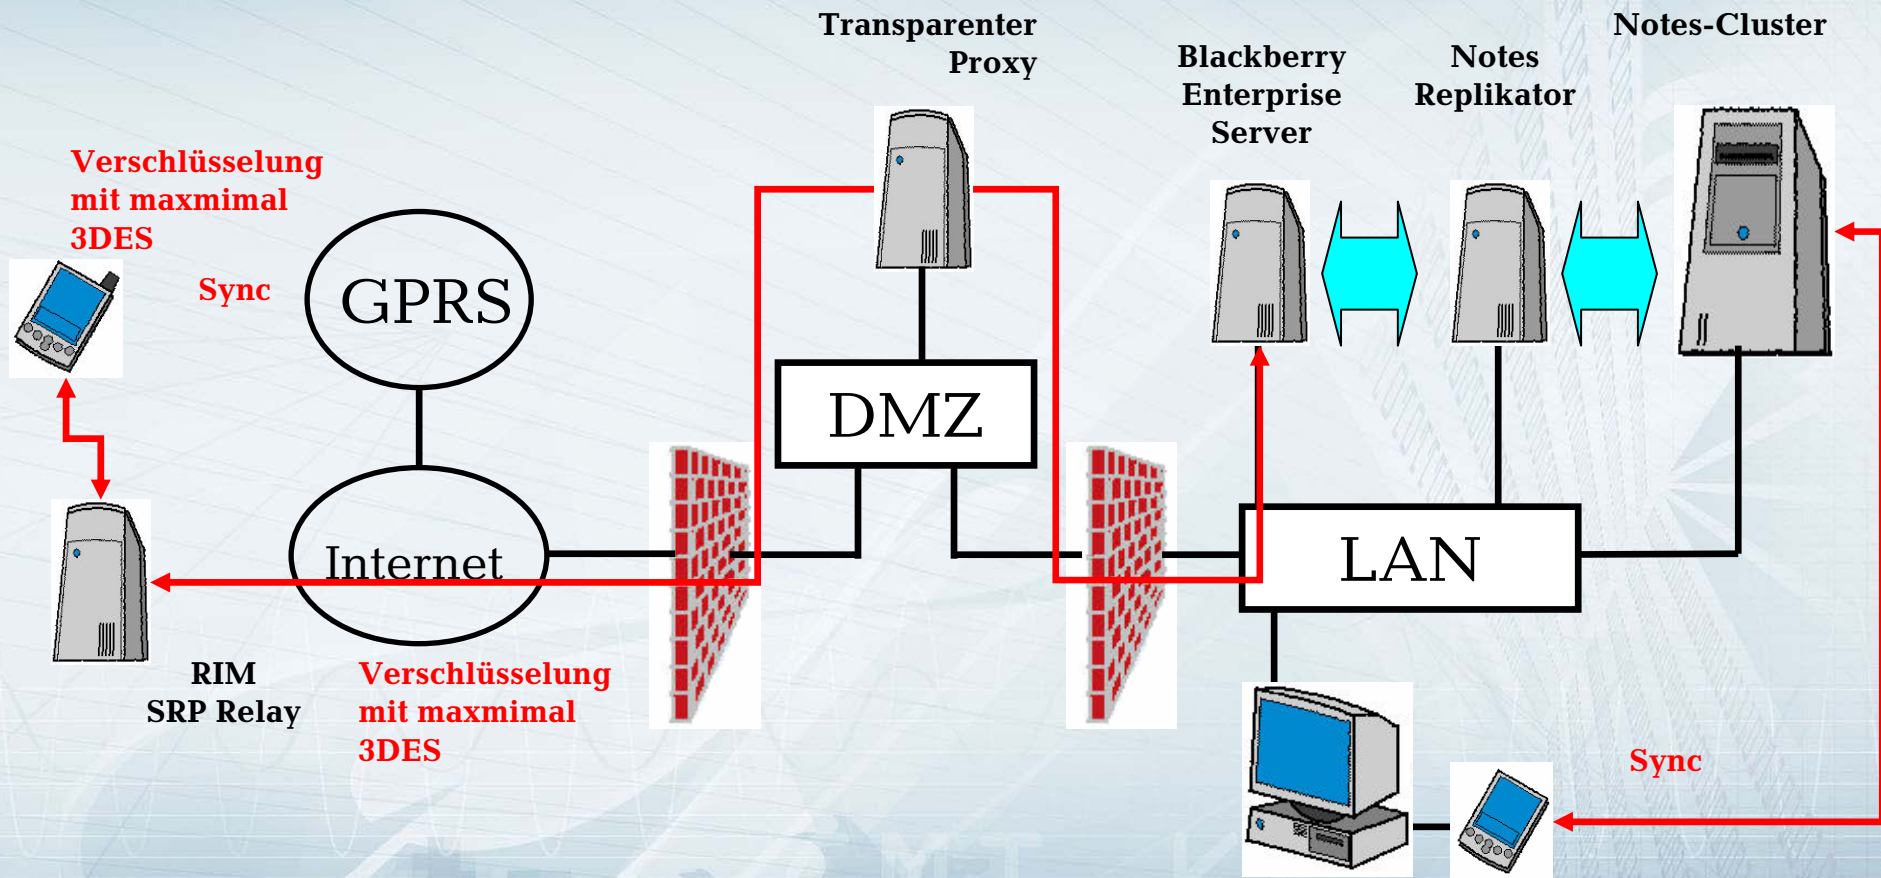 Transparenter
Proxy
Blackberry
Enterprise
Server
Notes
Replikator
Notes-Cluster
Verschlüsselung
mit maxmimal
3DES
Sync
GPRS
DMZ
Internet
LAN
RIM
SRP Relay
Verschlüsselung
mit maxmimal
3DES
Sync